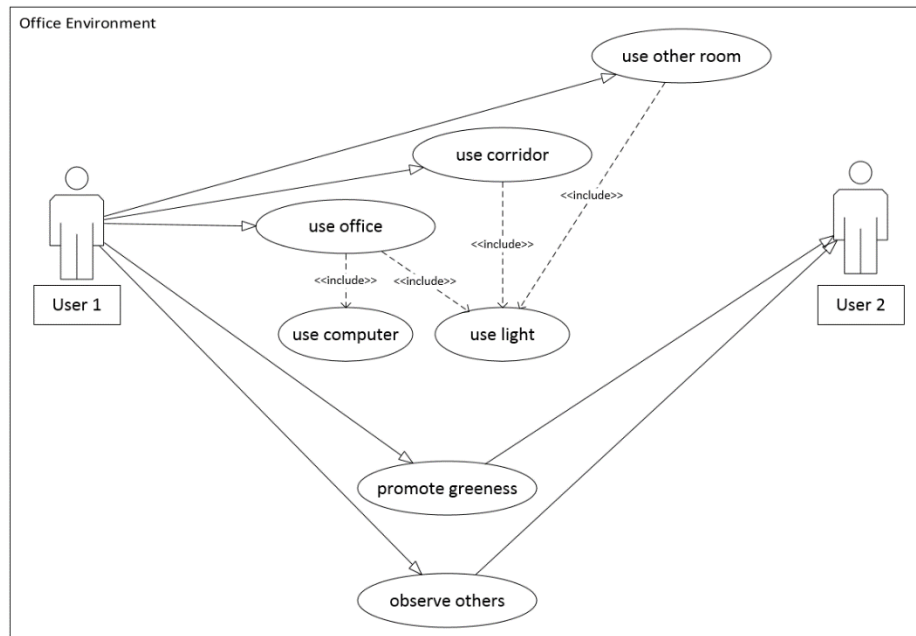 Office Environment
use other room
use corridor
<<include>>
use office
<<include>>
<<include>>
<<include>>
User 1
User 2
use computer
use light
promote greeness
observe others